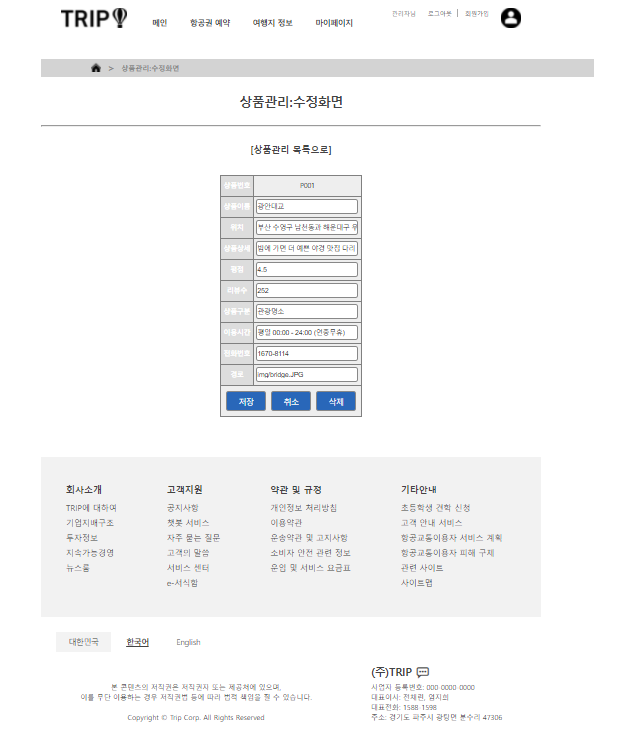 TRIP
메인 항공권 예약 여행지 정보 마이페이지
관리자님 로그아웃 | 회원가입
> 상품관리:수정화면
상품관리:수정화면
[상품관리 목록으로]
상품번호 P001
상품이름 광안대교
위치 부산 수영구 남천동과 해운대구 우
상품상세 밤에 가면 더 예쁜 야경 맛집 다리
평점 4.5
리뷰수 252
상품구분 관광명소
이용시간 평일 00:00 - 24:00 (연중무휴)
전화번호 1670-8114
경로 img/bridge.JPG
저장 취소 삭제
회사소개 고객지원 약관 및 규정 기타안내
TRIP에 대하여 공지사항 개인정보 처리방침 초등학생 견학 신청
기업지배구조 챗봇 서비스 이용약관 고객 안내 서비스
투자정보 자주 묻는 질문 운송약관 및 고지사항 항공교통이용자 서비스 계획
지속가능경영 고객의 말씀 소비자 안전 관련 정보 항공교통이용자 피해 구제
뉴스룸 서비스 센터 운임 및 서비스 요금표 관련 사이트
e-서식함 사이트맵
대한민국 한국어 English
(주)TRIP
본 콘텐츠의 저작권은 저작권자 또는 제공처에 있으며,
이를 무단 이용하는 경우 저작권법 등에 따라 법적 책임을 질 수 있습니다.
Copyright © Trip Corp. All Rights Reserved
사업자 등록번호: 000-0000-0000
대표이사: 전채린, 염지희
대표전화: 1588-1598
주소: 경기도 파주시 광탄면 분수리 47306